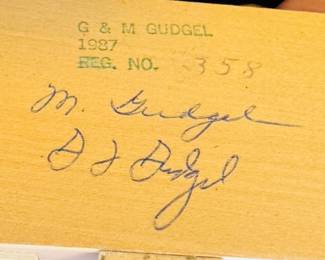 G & M GUDGEL
1987
REG. NO. 358
M. Gudgel
G J Gudgel